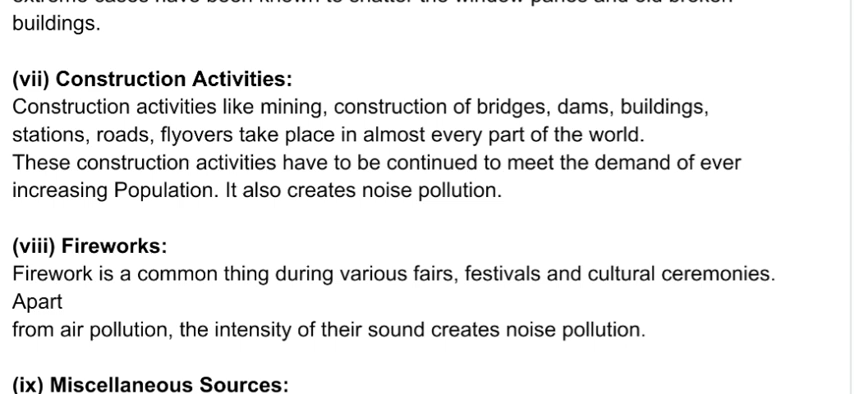 buildings.
(vii) Construction Activities:
Construction activities like mining, construction of bridges, dams, buildings,
stations, roads, flyovers take place in almost every part of the world.
These construction activities have to be continued to meet the demand of ever
increasing Population. It also creates noise pollution.
(viii) Fireworks:
Firework is a common thing during various fairs, festivals and cultural ceremonies.
Apart
from air pollution, the intensity of their sound creates noise pollution.
(ix) Miscellaneous Sources: